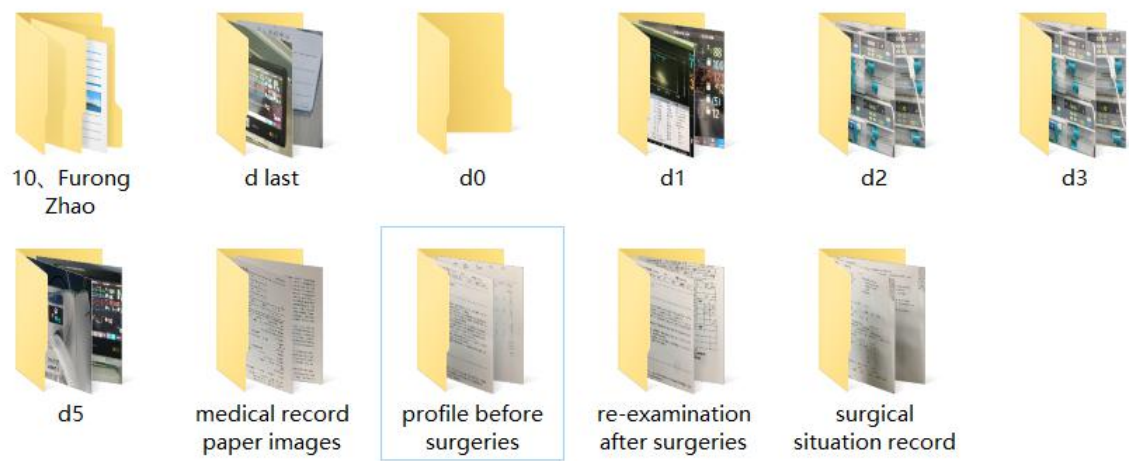 10、Furong
Zhao
d last
d0
d1
d2
d3
d5
medical record
paper images
profile before
surgeries
re-examination
after surgeries
surgical
situation record